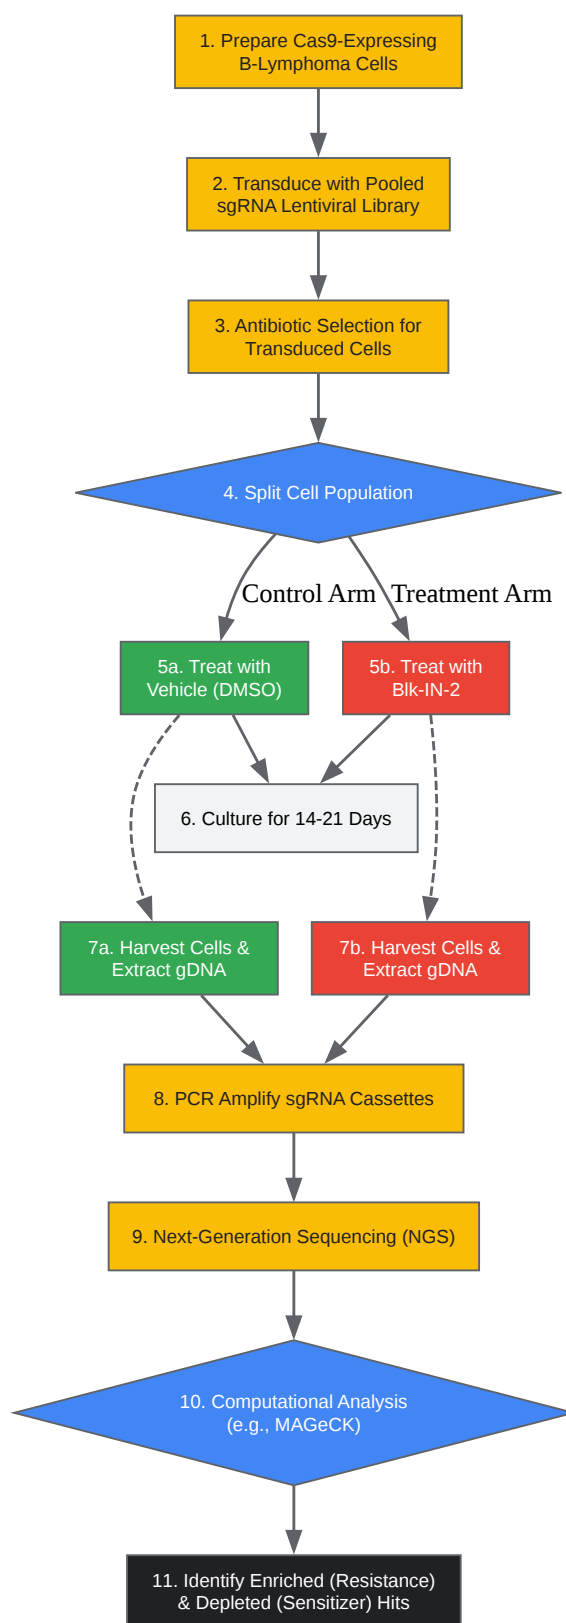 1. Prepare Cas9-Expressing
B-Lymphoma Cells
2. Transduce with Pooled
sgRNA Lentiviral Library
3. Antibiotic Selection for
Transduced Cells
4. Split Cell Population
Control Arm
Treatment Arm
5a. Treat with
Vehicle (DMSO)
5b. Treat with
Blk-IN-2
6. Culture for 14-21 Days
7a. Harvest Cells &
Extract gDNA
7b. Harvest Cells &
Extract gDNA
8. PCR Amplify sgRNA Cassettes
9. Next-Generation Sequencing (NGS)
10. Computational Analysis
(e.g., MAGeCK)
11. Identify Enriched (Resistance)
& Depleted (Sensitizer) Hits